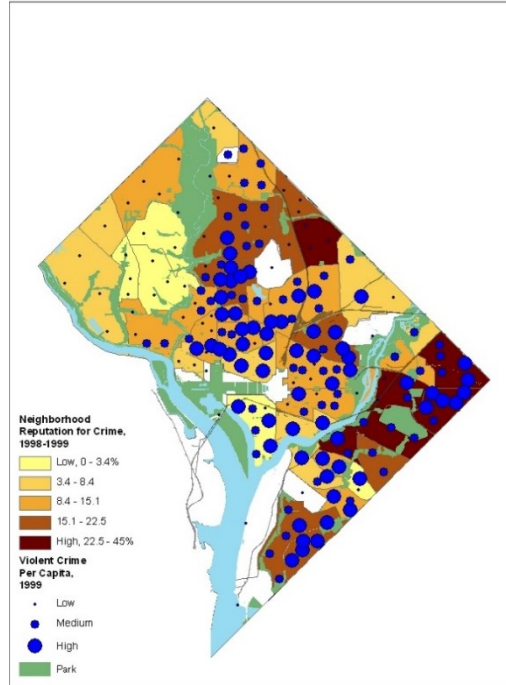 Neighborhood
Reputation for Crime,
1998-1999
Low, 0 - 3.4%
3.4 - 8.4
8.4 - 15.1
15.1 - 22.5
High, 22.5 - 45%
Violent Crime
Per Capita,
1999
Low
Medium
High
Park